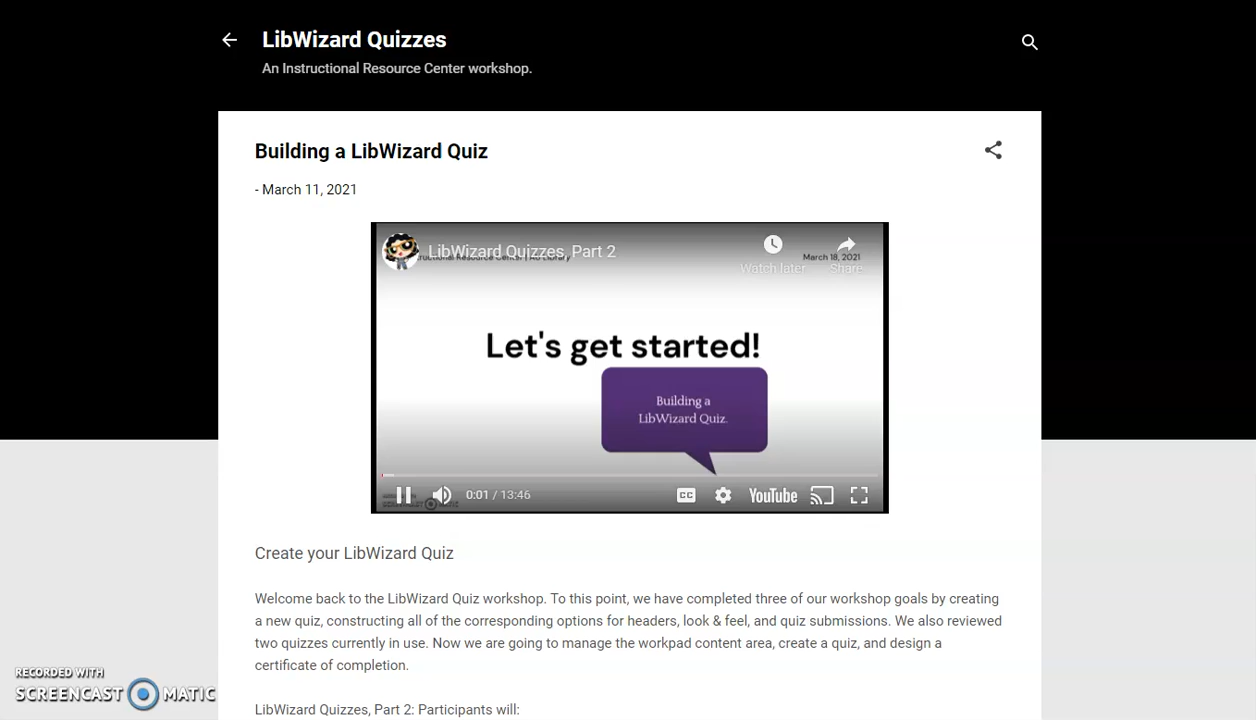 LibWizard Quizzes
An Instructional Resource Center workshop.
Building a LibWizard Quiz
- March 11, 2021
LibWizard Quizzes, Part 2
Watch later
Share
March 18, 2021
Let's get started!
Building a
LibWizard Quiz.
0:01 / 13:46
CC
YouTube
Create your LibWizard Quiz
Welcome back to the LibWizard Quiz workshop. To this point, we have completed three of our workshop goals by creating
a new quiz, constructing all of the corresponding options for headers, look & feel, and quiz submissions. We also reviewed
two quizzes currently in use. Now we are going to manage the workpad content area, create a quiz, and design a
certificate of completion.
LibWizard Quizzes, Part 2: Participants will:
RECORDED WITH
SCREENCAST MATIC